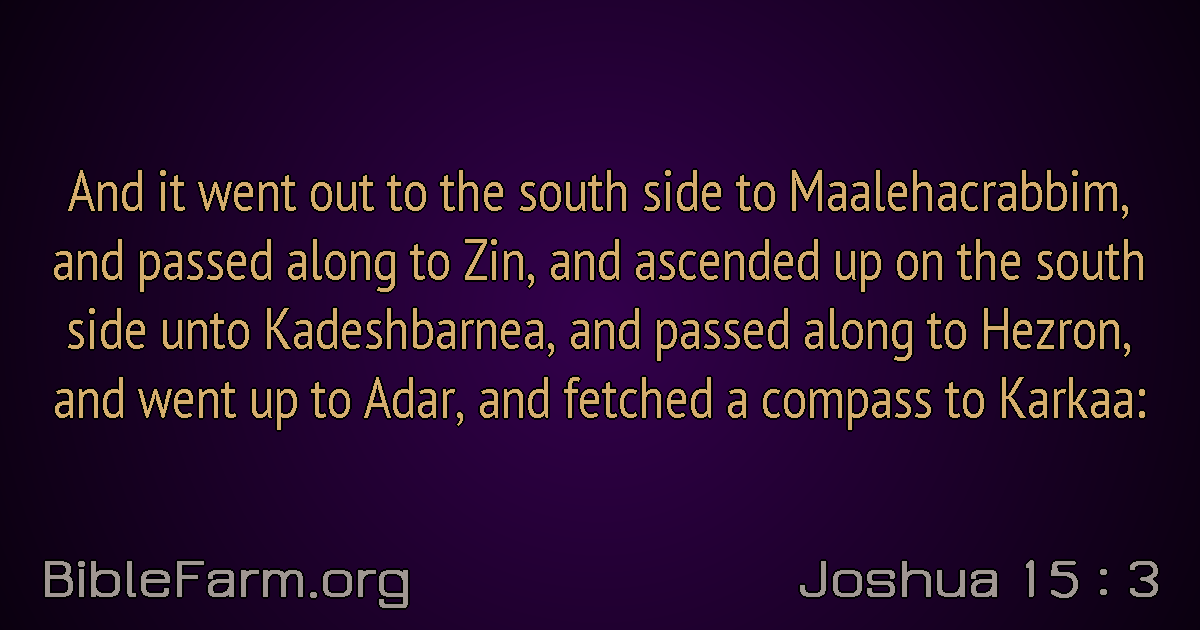 And it went out to the south side to Maalehacrabbim,
and passed along to Zin, and ascended up on the south
side unto Kadeshbarnea, and passed along to Hezron,
and went up to Adar, and fetched a compass to Karkaa:
BibleFarm.org
Joshua 15 : 3